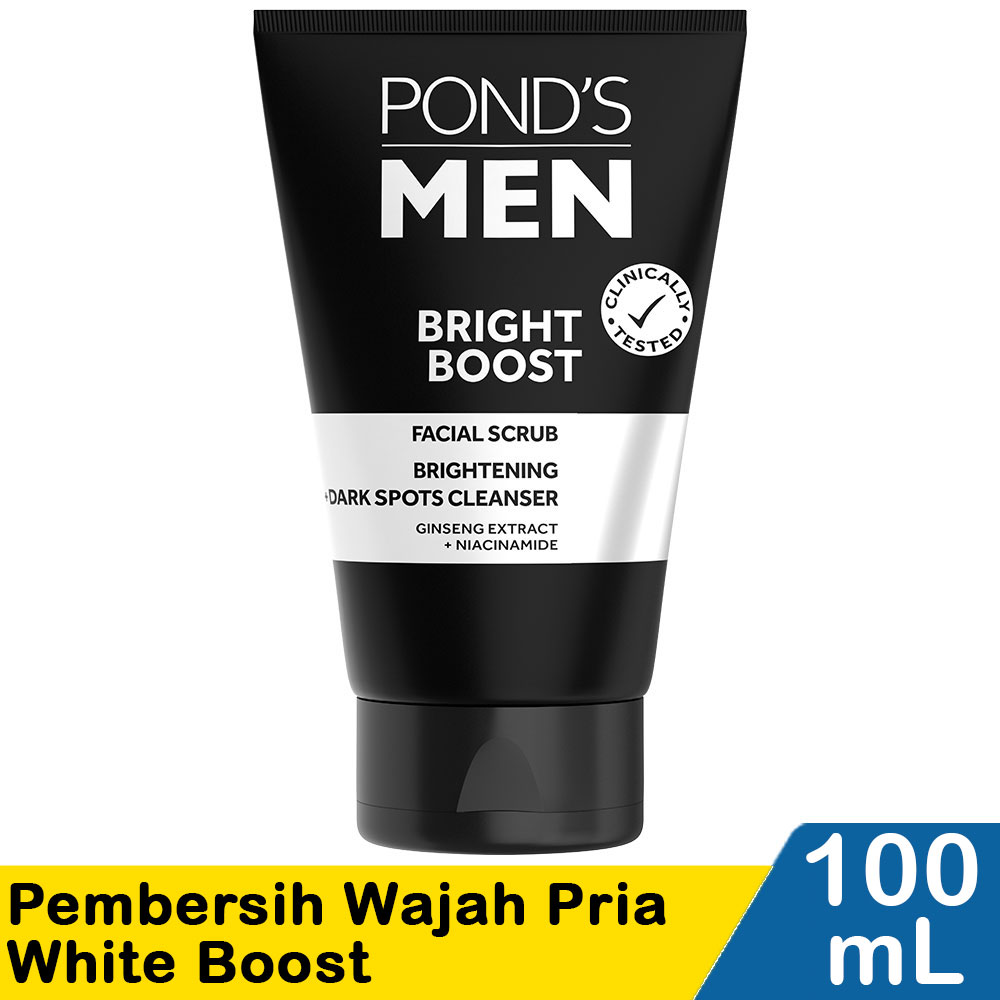 POND'S
MEN
CLINICALLY
TESTED
BRIGHT
BOOST
FACIAL SCRUB
BRIGHTENING
+DARK SPOTS CLEANSER
GINSENG EXTRACT
+ NIACINAMIDE
Pembersih Wajah Pria
White Boost
100
mL